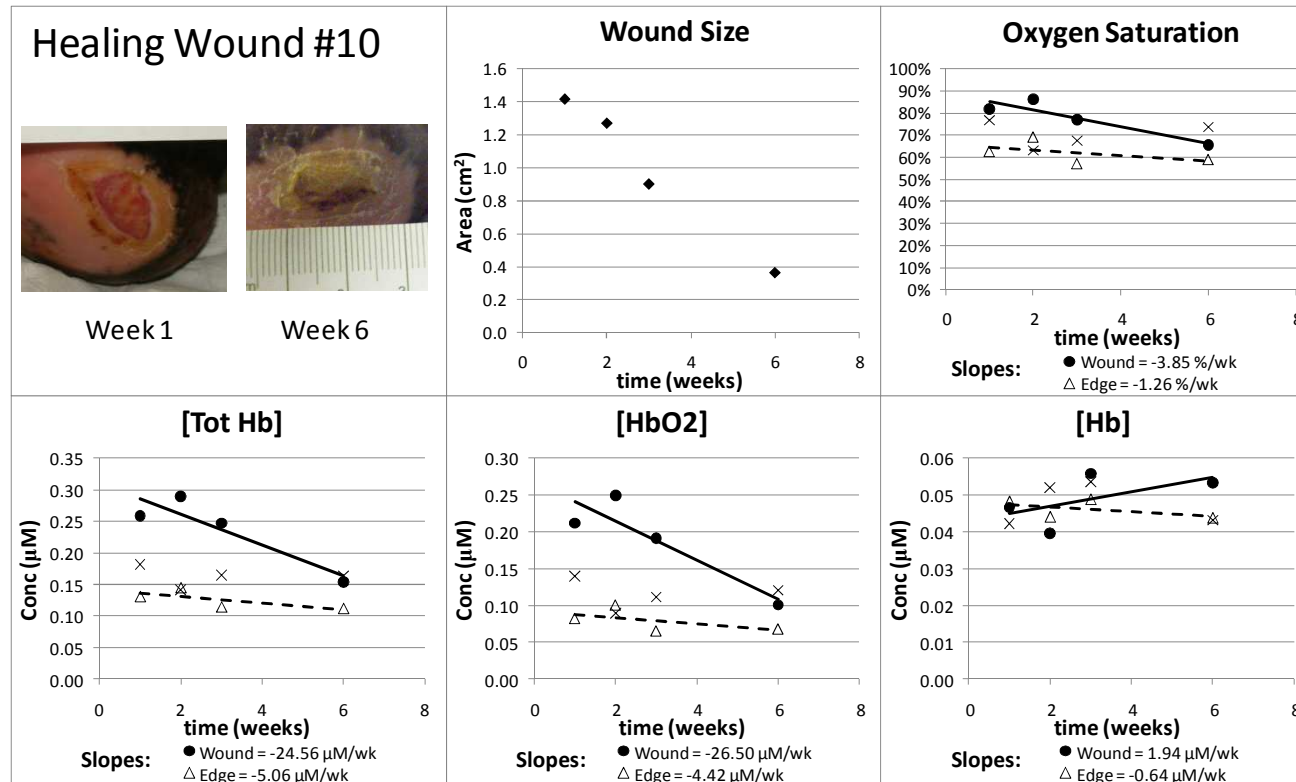 Healing Wound #10
Week 1
Week 6
Wound Size
1.6
1.4
1.2
1.0
0.8
0.6
0.4
0.2
0.0
Area (cm²)
0 2 4 6 8
time (weeks)
Oxygen Saturation
100%
90%
80%
70%
60%
50%
40%
30%
20%
10%
0%
0 2 4 6 8
time (weeks)
Slopes:
Wound = -3.85 %/wk
Edge = -1.26 %/wk
[Tot Hb]
0.35
0.30
0.25
0.20
0.15
0.10
0.05
0.00
Conc (μM)
0 2 4 6 8
time (weeks)
Slopes:
Wound = -24.56 μM/wk
Edge = -5.06 μM/wk
[HbO2]
0.30
0.25
0.20
0.15
0.10
0.05
0.00
Conc (μM)
0 2 4 6 8
time (weeks)
Slopes:
Wound = -26.50 μM/wk
Edge = -4.42 μM/wk
[Hb]
0.06
0.05
0.04
0.03
0.02
0.01
0.00
Conc (μM)
0 2 4 6 8
time (weeks)
Slopes:
Wound = 1.94 μM/wk
Edge = -0.64 μM/wk